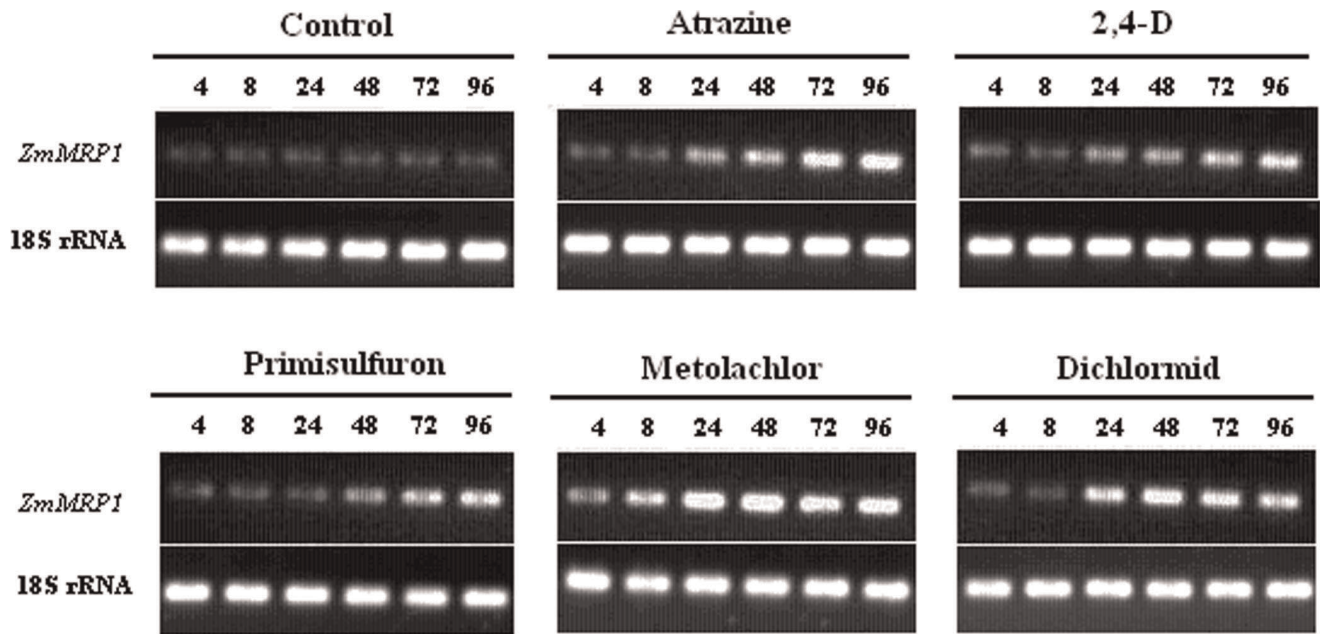 Control Atrazine 2,4-D
4 8 24 48 72 96 4 8 24 48 72 96 4 8 24 48 72 96
ZmMRP1
18S rRNA
Primisulfuron Metolachlor Dichlormid
4 8 24 48 72 96 4 8 24 48 72 96 4 8 24 48 72 96
ZmMRP1
18S rRNA